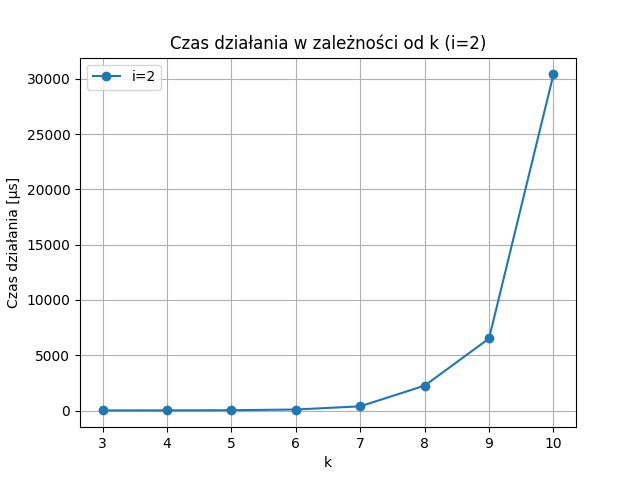 Czas działania w zależności od k (i=2)
i=2
Czas działania [µs]
30000
25000
20000
15000
10000
5000
0
3 4 5 6 7 8 9 10
k